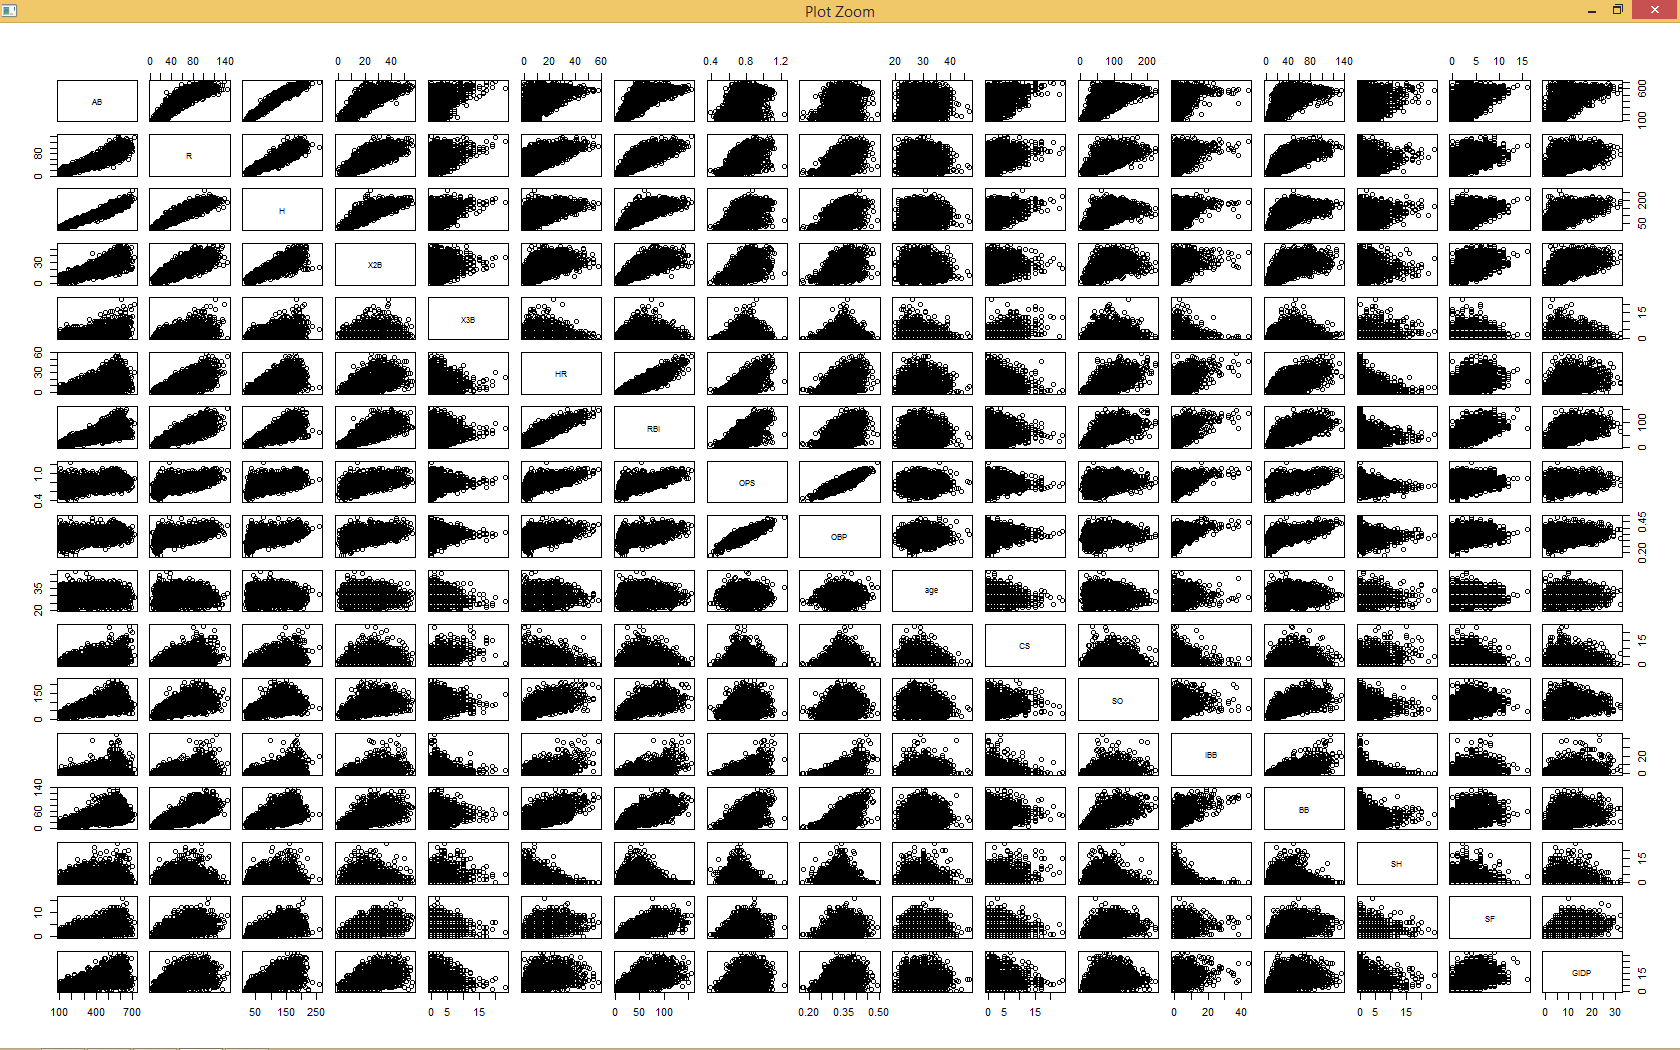 Plot Zoom
0 40 80 140
0 20 40
0 20 40 60
0.4 0.8 1.2
20 30 40
0 100 200
0 40 80 140
0 5 15
AB
100 600
0 80
R
H
50 200
0 30
X2B
X3B
0 15
0 30 60
HR
RBI
0 100
0.4 1.0
OPS
OBP
0.20 0.45
20 35
age
CS
0 15
0 150
SO
IBB
0 20
0 60 140
BB
SH
0 15
0 10
SF
GIDP
0 15
100 400 700
50 150 250
0 5 15
0 50 100
0.20 0.35 0.50
0 5 15
0 20 40
0 5 15
0 10 20 30